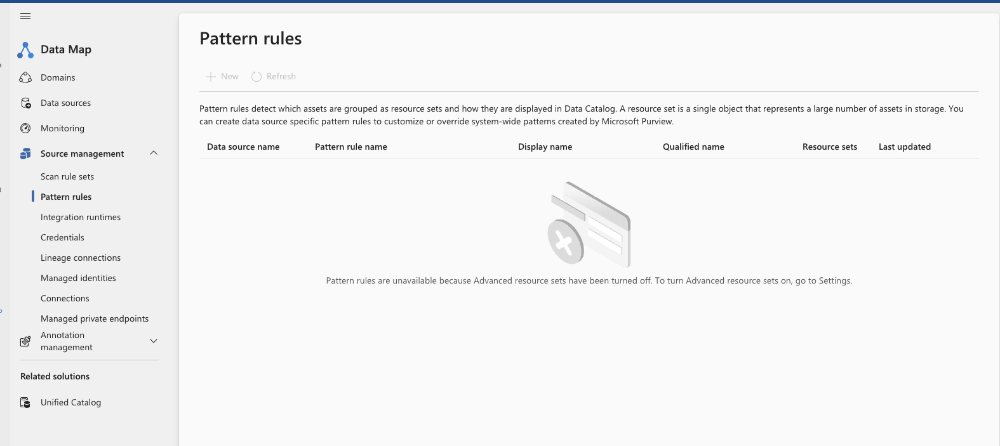 Data Map
Domains
Data sources
Monitoring
Source management
Scan rule sets
Pattern rules
Integration runtimes
Credentials
Lineage connections
Managed identities
Connections
Managed private endpoints
Annotation
management
Related solutions
Unified Catalog
Pattern rules
New Refresh
Pattern rules detect which assets are grouped as resource sets and how they are displayed in Data Catalog. A resource set is a single object that represents a large number of assets in storage. You
can create data source specific pattern rules to customize or override system-wide patterns created by Microsoft Purview.
Data source name Pattern rule name Display name Qualified name Resource sets Last updated
Pattern rules are unavailable because Advanced resource sets have been turned off. To turn Advanced resource sets on, go to Settings.